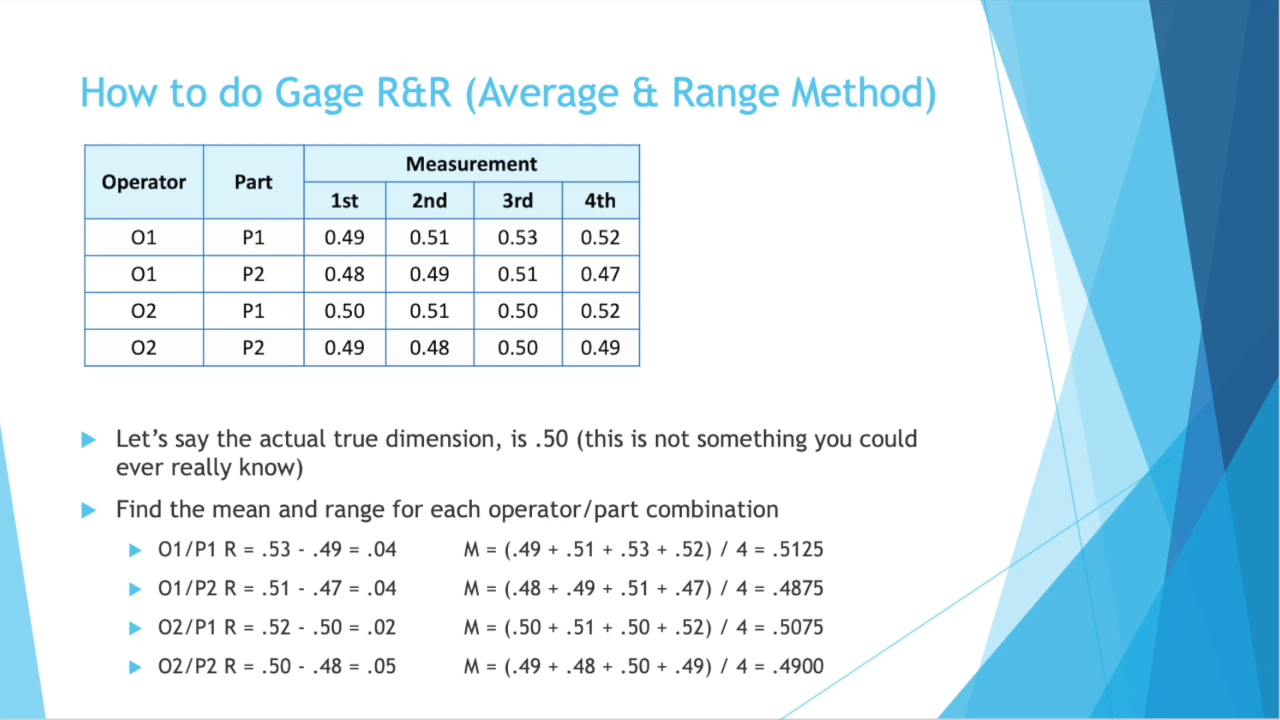 How to do Gage R&R (Average & Range Method)
Operator Part Measurement
1st 2nd 3rd 4th
O1 P1 0.49 0.51 0.53 0.52
O1 P2 0.48 0.49 0.51 0.47
O2 P1 0.50 0.51 0.50 0.52
O2 P2 0.49 0.48 0.50 0.49
Let’s say the actual true dimension, is .50 (this is not something you could
ever really know)
Find the mean and range for each operator/part combination
O1/P1 R = .53 - .49 = .04 M = (.49 + .51 + .53 + .52) / 4 = .5125
O1/P2 R = .51 - .47 = .04 M = (.48 + .49 + .51 + .47) / 4 = .4875
O2/P1 R = .52 - .50 = .02 M = (.50 + .51 + .50 + .52) / 4 = .5075
O2/P2 R = .50 - .48 = .05 M = (.49 + .48 + .50 + .49) / 4 = .4900